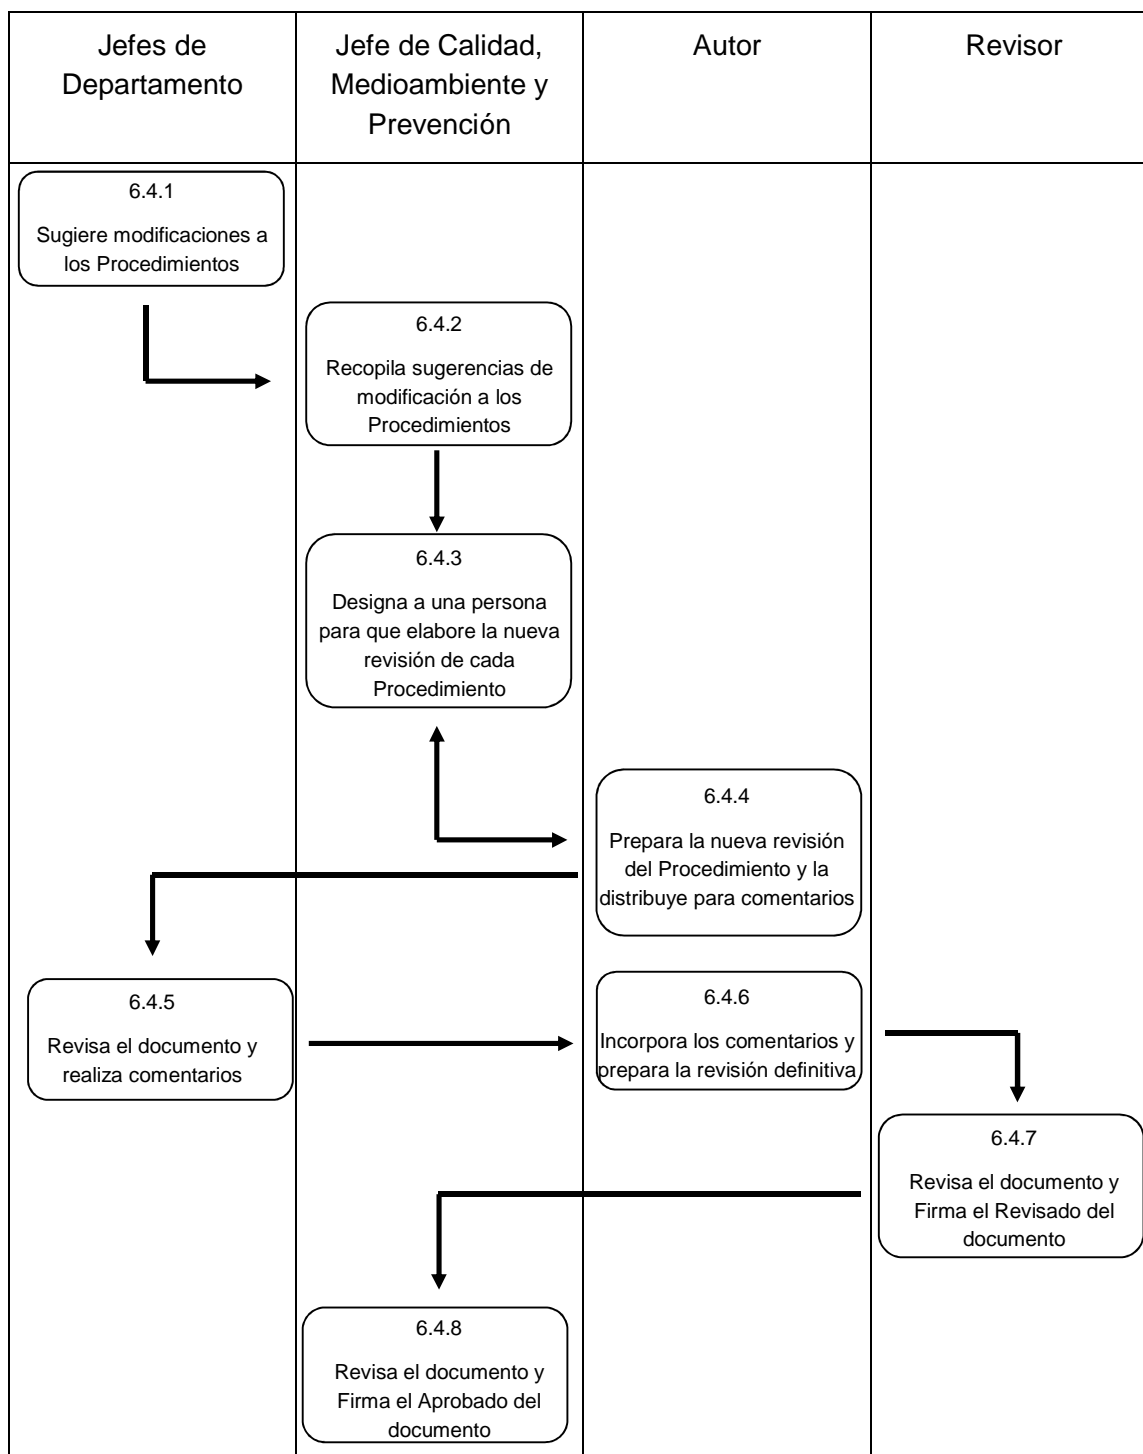 Jefes de
Departamento
Jefe de Calidad,
Medioambiente y
Prevención
Autor
Revisor
6.4.1
Sugiere modificaciones a
los Procedimientos
6.4.2
Recopila sugerencias de
modificación a los
Procedimientos
6.4.3
Designa a una persona
para que elabore la nueva
revisión de cada
Procedimiento
6.4.4
Prepara la nueva revisión
del Procedimiento y la
distribuye para comentarios
6.4.5
Revisa el documento y
realiza comentarios
6.4.6
Incorpora los comentarios y
prepara la revisión definitiva
6.4.7
Revisa el documento y
Firma el Revisado del
documento
6.4.8
Revisa el documento y
Firma el Aprobado del
documento